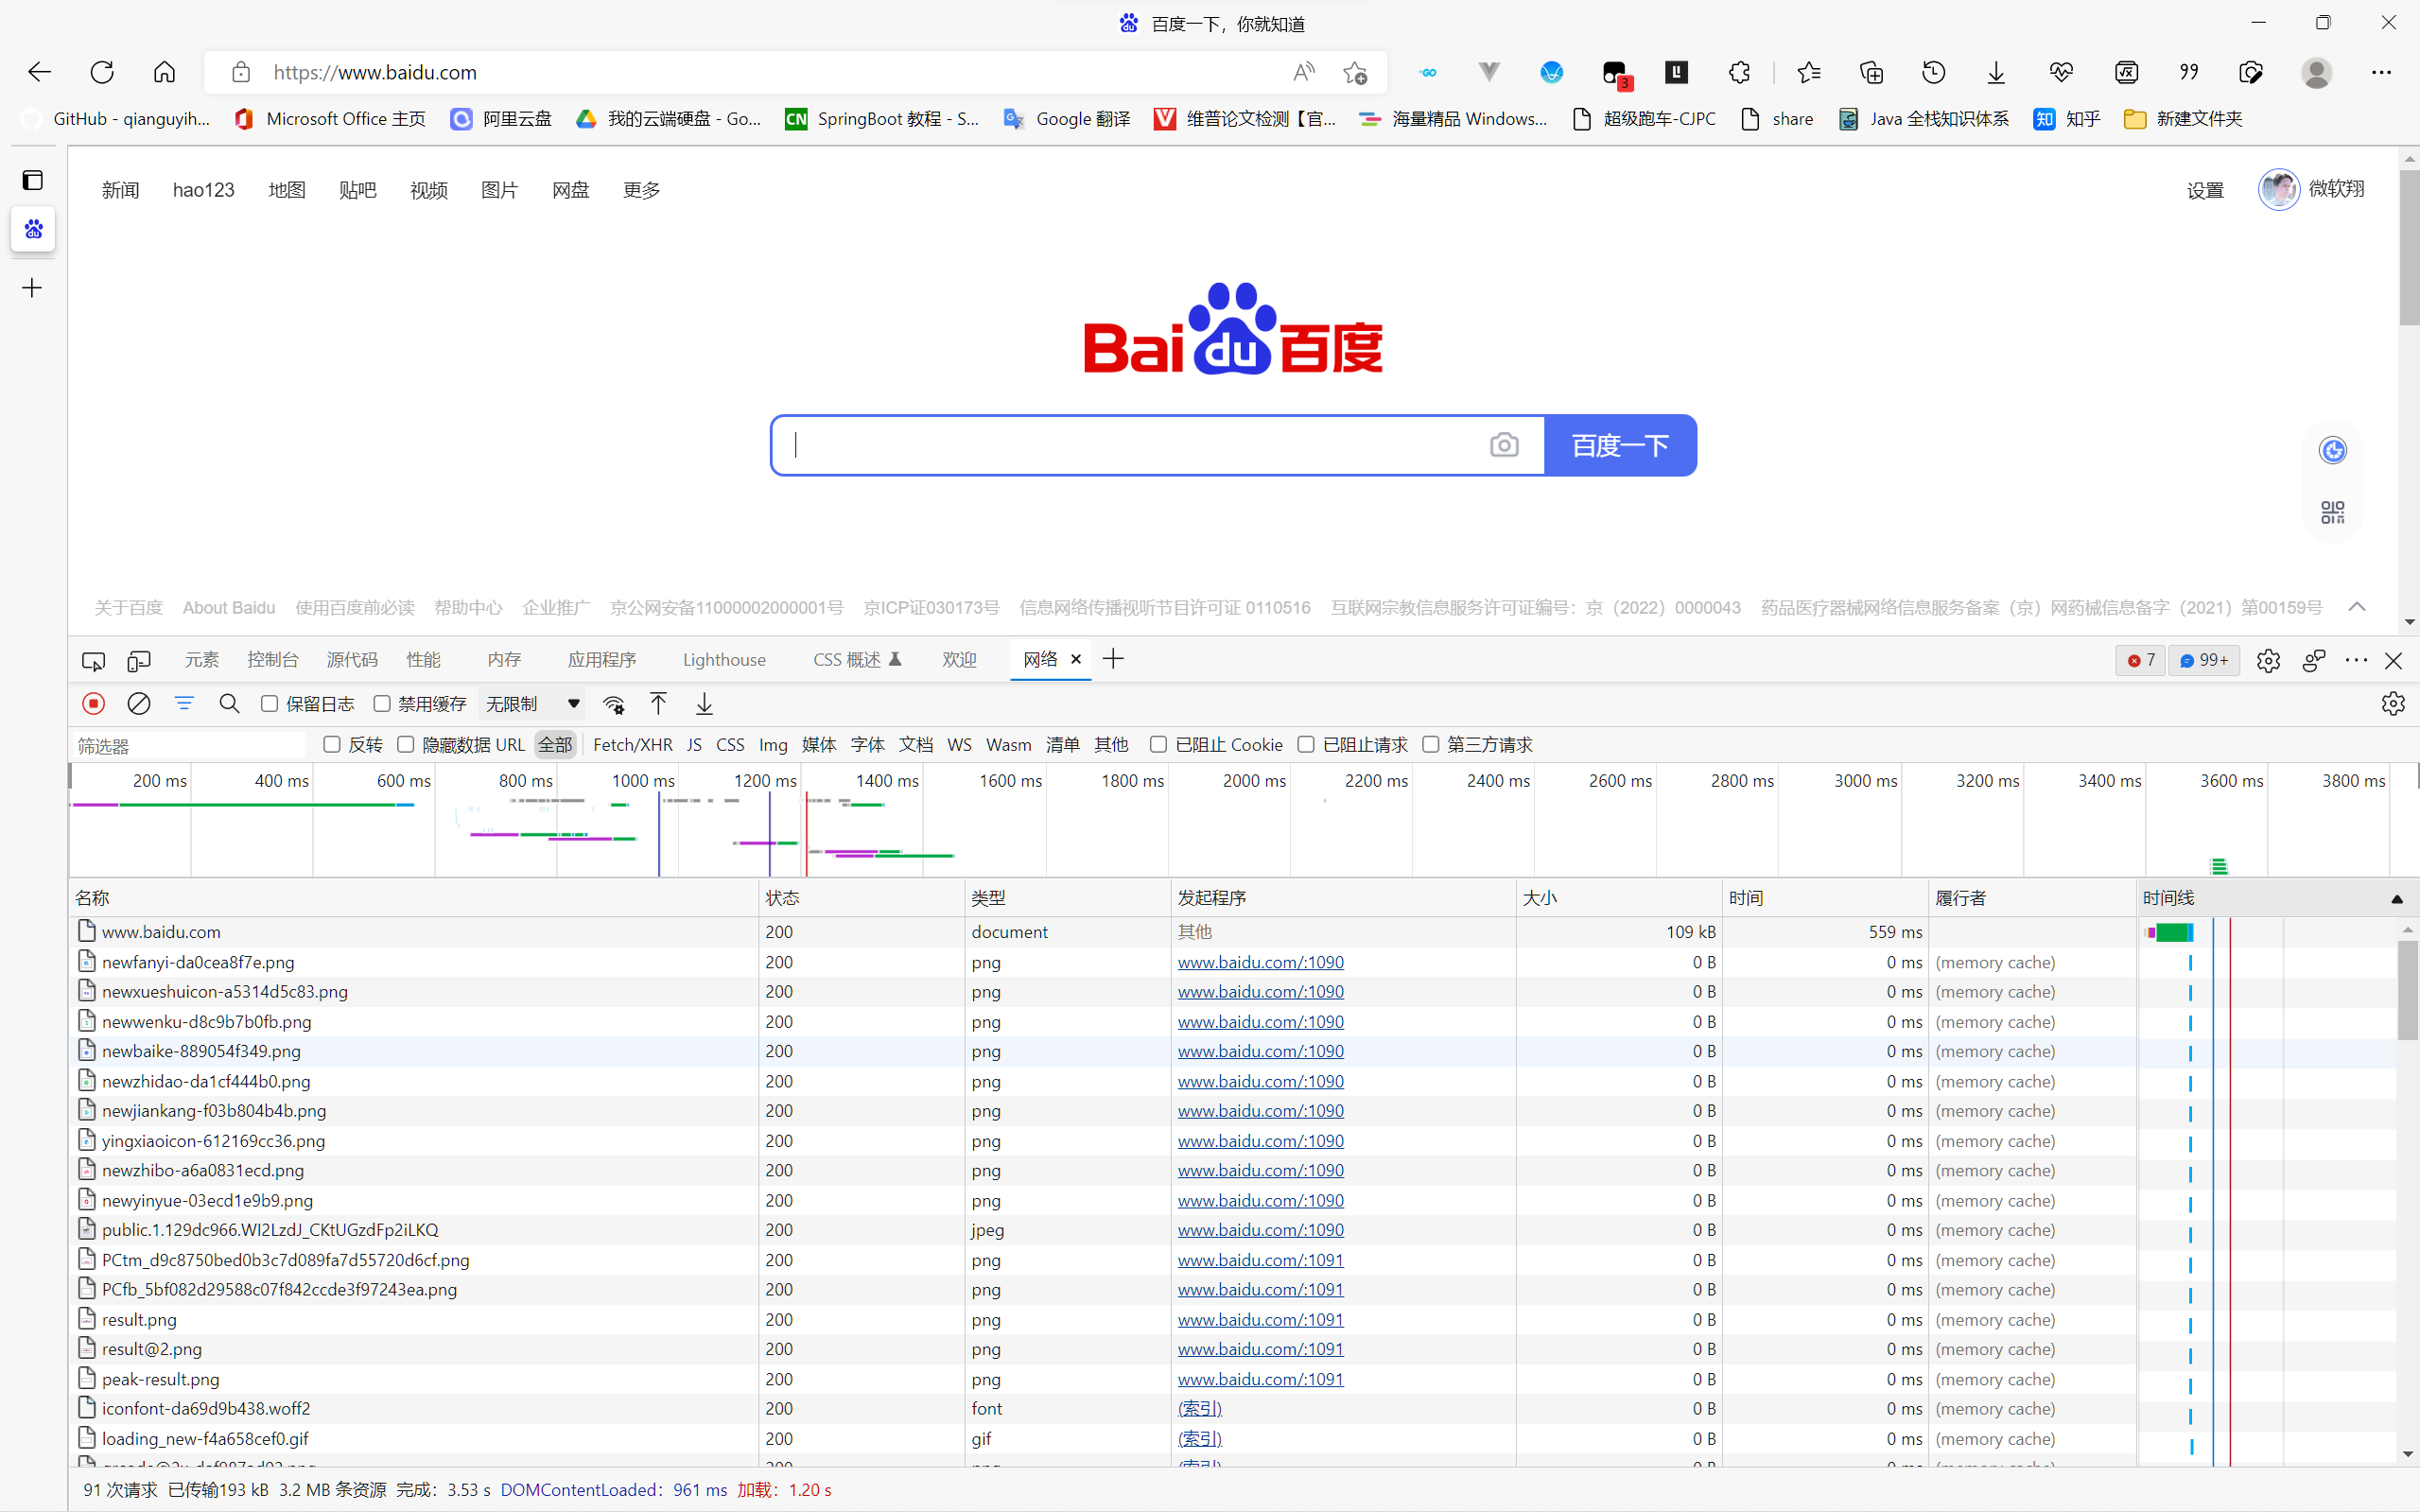 百度一下，你就知道
https://www.baidu.com
3
GitHub - qianguyih... Microsoft Office 主页 阿里云盘 我的云端硬盘 - Go... SpringBoot 教程 - S... Google 翻译 维普论文检测【官... 海量精品 Windows... 超级跑车-CJPC share Java 全栈知识体系 知乎 新建文件夹
新闻 hao123 地图 贴吧 视频 图片 网盘 更多 设置 微软翔
Bai du 百度
百度一下
关于百度 About Baidu 使用百度前必读 帮助中心 企业推广 京公网安备11000002000001号 京ICP证030173号 信息网络传播视听节目许可证 0110516 互联网宗教信息服务许可证编号：京（2022）0000043 药品医疗器械网络信息服务备案（京）网药械信息备字（2021）第00159号
元素 控制台 源代码 性能 内存 应用程序 Lighthouse CSS 概述 欢迎 网络 7 99+
保留日志 禁用缓存 无限制
筛选器 反转 隐藏数据 URL 全部 Fetch/XHR JS CSS Img 媒体 字体 文档 WS Wasm 清单 其他 已阻止 Cookie 已阻止请求 第三方请求
200 ms 400 ms 600 ms 800 ms 1000 ms 1200 ms 1400 ms 1600 ms 1800 ms 2000 ms 2200 ms 2400 ms 2600 ms 2800 ms 3000 ms 3200 ms 3400 ms 3600 ms 3800 ms
名称 状态 类型 发起程序 大小 时间 履行者 时间线
www.baidu.com 200 document 其他 109 kB 559 ms
newfanyi-da0cea8f7e.png 200 png www.baidu.com/:1090 0 B 0 ms (memory cache)
newxueshuicon-a5314d5c83.png 200 png www.baidu.com/:1090 0 B 0 ms (memory cache)
newwenku-d8c9b7b0fb.png 200 png www.baidu.com/:1090 0 B 0 ms (memory cache)
newbaike-889054f349.png 200 png www.baidu.com/:1090 0 B 0 ms (memory cache)
newzhidao-da1cf444b0.png 200 png www.baidu.com/:1090 0 B 0 ms (memory cache)
newjiankang-f03b804b4b.png 200 png www.baidu.com/:1090 0 B 0 ms (memory cache)
yingxiaoicon-612169cc36.png 200 png www.baidu.com/:1090 0 B 0 ms (memory cache)
newzhibo-a6a0831ecd.png 200 png www.baidu.com/:1090 0 B 0 ms (memory cache)
newyinyue-03ecd1e9b9.png 200 png www.baidu.com/:1090 0 B 0 ms (memory cache)
public.1.129dc966.WI2LzdJ_CKtUGzdFp2iLKQ 200 jpeg www.baidu.com/:1090 0 B 0 ms (memory cache)
PCtm_d9c8750bed0b3c7d089fa7d55720d6cf.png 200 png www.baidu.com/:1091 0 B 0 ms (memory cache)
PCfb_5bf082d29588c07f842ccde3f97243ea.png 200 png www.baidu.com/:1091 0 B 0 ms (memory cache)
result.png 200 png www.baidu.com/:1091 0 B 0 ms (memory cache)
result@2.png 200 png www.baidu.com/:1091 0 B 0 ms (memory cache)
peak-result.png 200 png www.baidu.com/:1091 0 B 0 ms (memory cache)
iconfont-da69d9b438.woff2 200 font (索引) 0 B 0 ms (memory cache)
loading_new-f4a658cef0.gif 200 gif (索引) 0 B 0 ms (memory cache)
91 次请求 已传输193 kB 3.2 MB 条资源 完成：3.53 s DOMContentLoaded：961 ms 加载：1.20 s